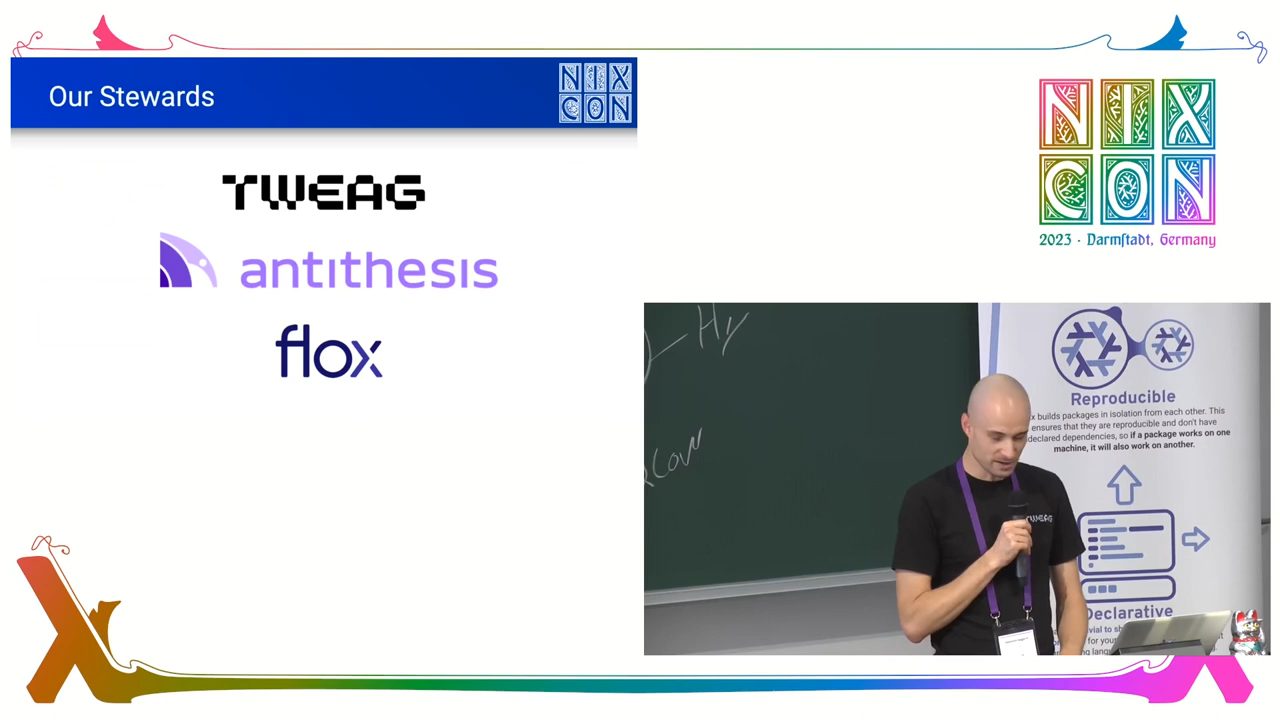 Our Stewards
NIX
CON
TWEAG
antithesis
flox
NIX
CON
2023 · Darmſtadt, Germany
Hy
Reproducible
builds packages in isolation from each other. This
ensures that they are reproducible and don't have
declared dependencies, so if a package works on one
machine, it will also work on another.
TWEAG
Declarative